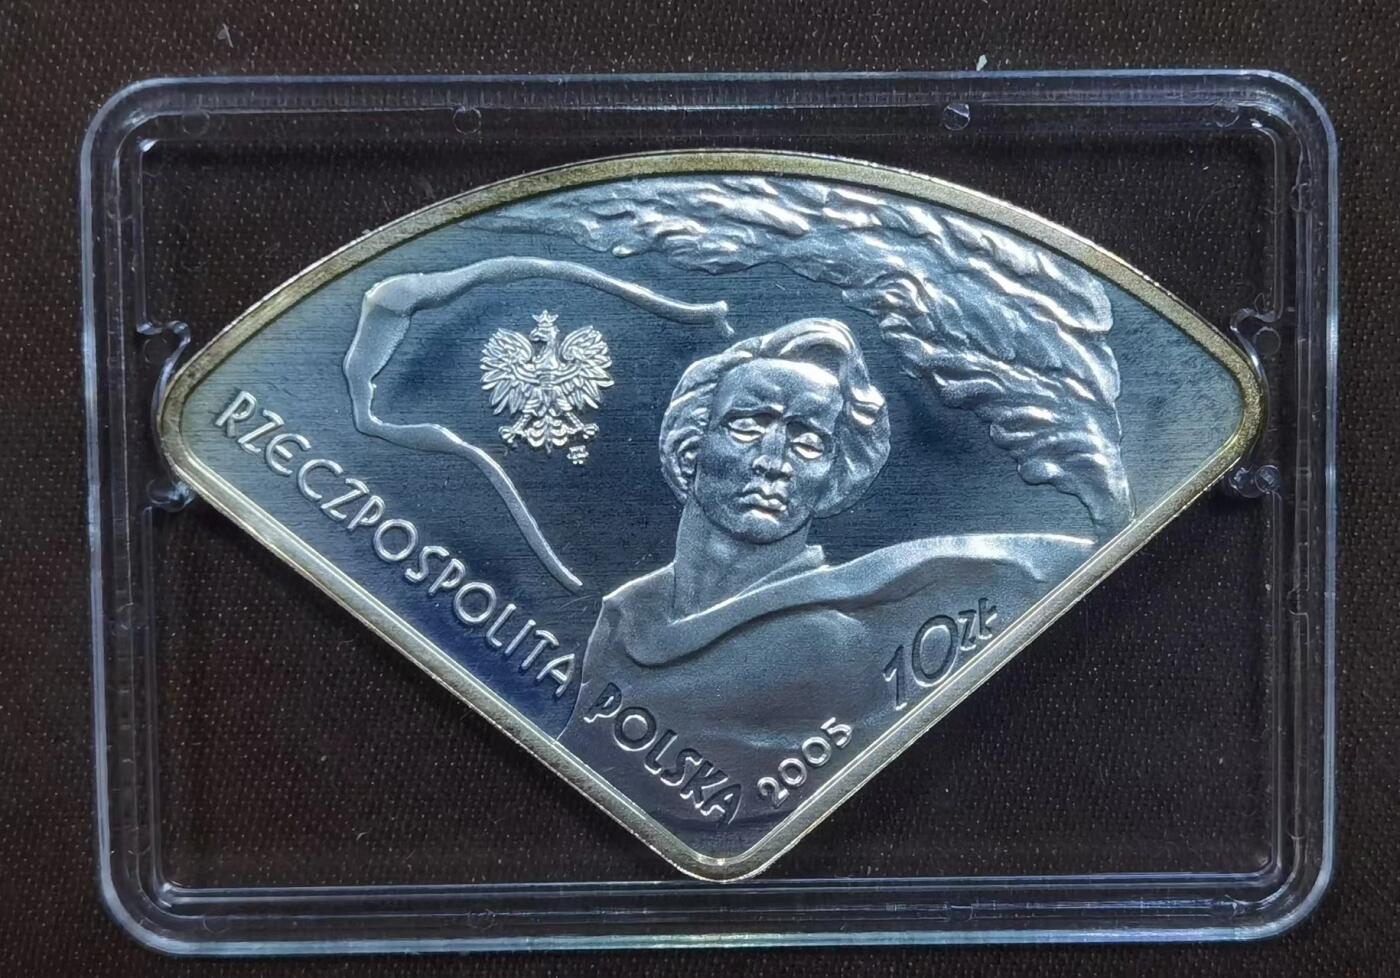 RZECZPOSPOLITA POLSKA
2005
10 zł